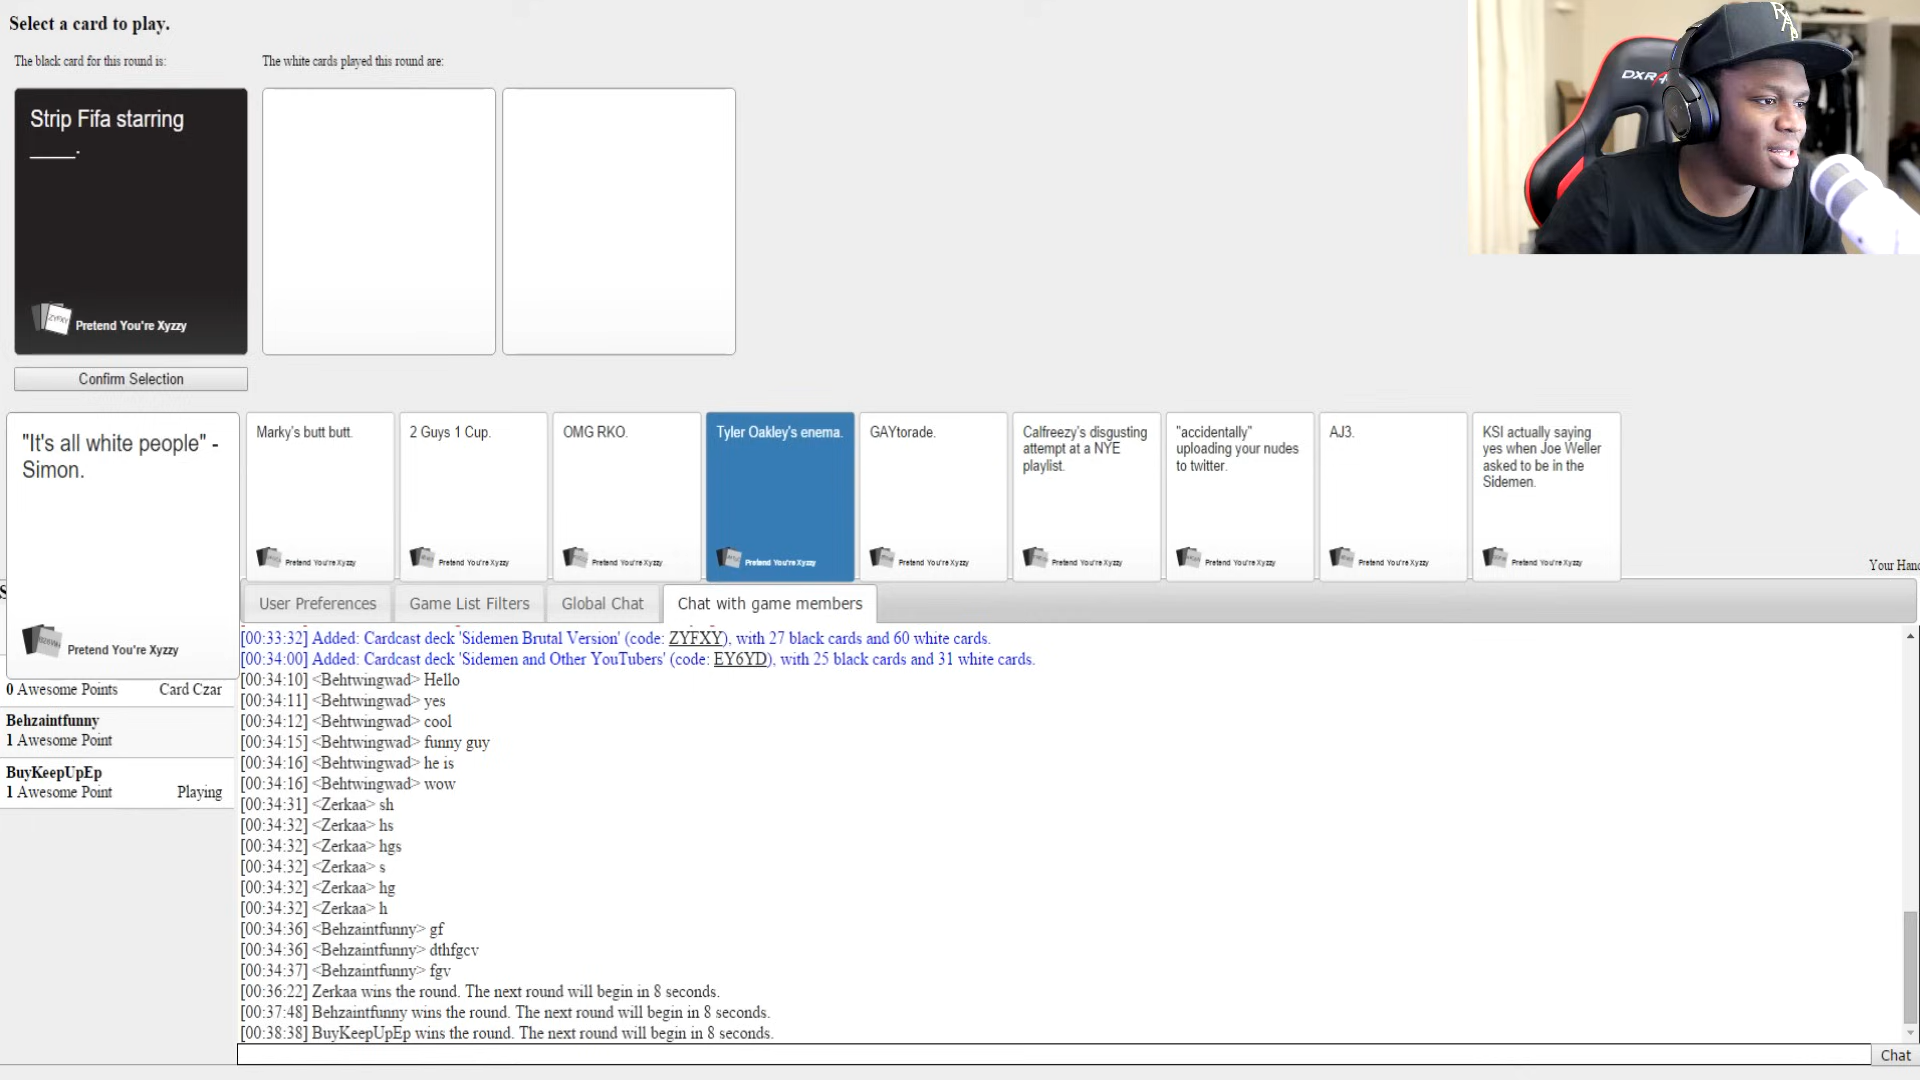 Select a card to play.
The black card for this round is:
The white cards played this round are:
Strip Fifa starring
____.
Pretend You're Xyzzy
DXR
Confirm Selection
"It's all white people" -
Simon.
Pretend You're Xyzzy
Marky's butt butt.
Pretend You're Xyzzy
2 Guys 1 Cup.
Pretend You're Xyzzy
OMG RKO.
Pretend You're Xyzzy
Tyler Oakley's enema.
Pretend You're Xyzzy
GAYtorade.
Pretend You're Xyzzy
Calfreezy's disgusting
attempt at a NYE
playlist.
Pretend You're Xyzzy
"accidentally"
uploading your nudes
to twitter.
Pretend You're Xyzzy
AJ3.
Pretend You're Xyzzy
KSI actually saying
yes when Joe Weller
asked to be in the
Sidemen.
Pretend You're Xyzzy
Your Hand
User Preferences
Game List Filters
Global Chat
Chat with game members
0 Awesome Points Card Czar
Behzaintfunny
1 Awesome Point
BuyKeepUpEp
1 Awesome Point Playing
[00:33:32] Added: Cardcast deck 'Sidemen Brutal Version' (code: ZYFXY), with 27 black cards and 60 white cards.
[00:34:00] Added: Cardcast deck 'Sidemen and Other YouTubers' (code: EY6YD), with 25 black cards and 31 white cards.
[00:34:10] <Behtwingwad> Hello
[00:34:11] <Behtwingwad> yes
[00:34:12] <Behtwingwad> cool
[00:34:15] <Behtwingwad> funny guy
[00:34:16] <Behtwingwad> he is
[00:34:16] <Behtwingwad> wow
[00:34:31] <Zerkaa> sh
[00:34:32] <Zerkaa> hs
[00:34:32] <Zerkaa> hgs
[00:34:32] <Zerkaa> s
[00:34:32] <Zerkaa> hg
[00:34:32] <Zerkaa> h
[00:34:36] <Behzaintfunny> gf
[00:34:36] <Behzaintfunny> dthfgcv
[00:34:37] <Behzaintfunny> fgv
[00:36:22] Zerkaa wins the round. The next round will begin in 8 seconds.
[00:37:48] Behzaintfunny wins the round. The next round will begin in 8 seconds.
[00:38:38] BuyKeepUpEp wins the round. The next round will begin in 8 seconds.
Chat